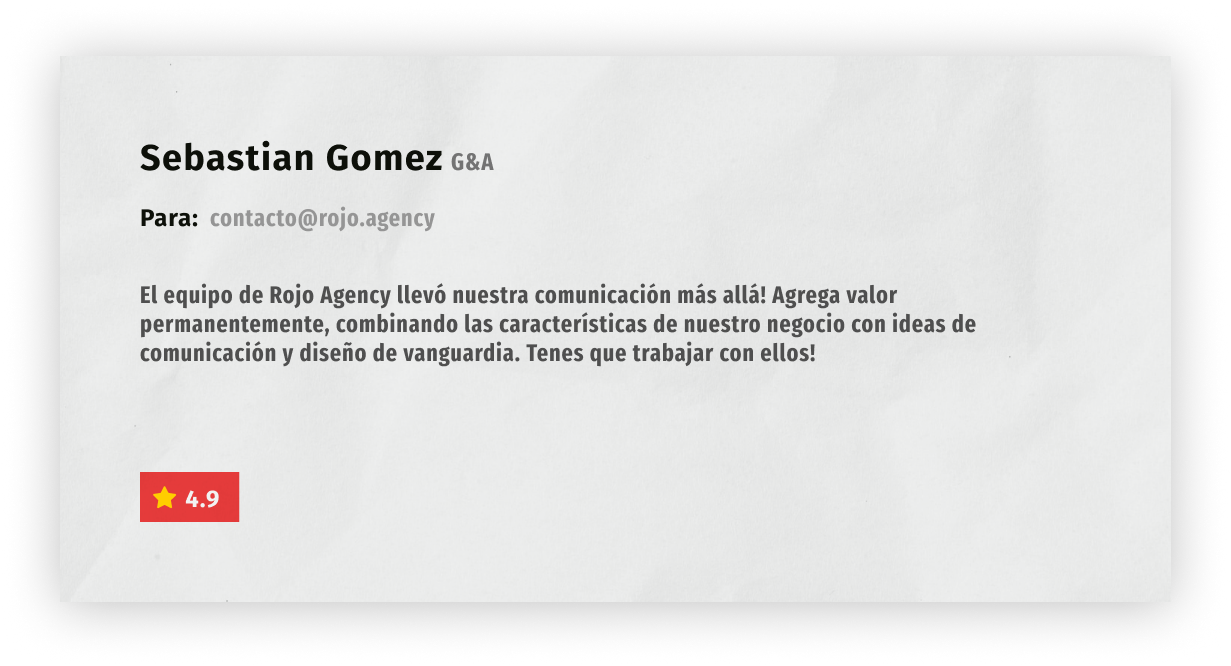 Sebastian Gomez G&A
Para: contacto@rojo.agency
El equipo de Rojo Agency llevó nuestra comunicación más allá! Agrega valor
permanentemente, combinando las características de nuestro negocio con ideas de
comunicación y diseño de vanguardia. Tenes que trabajar con ellos!
4.9